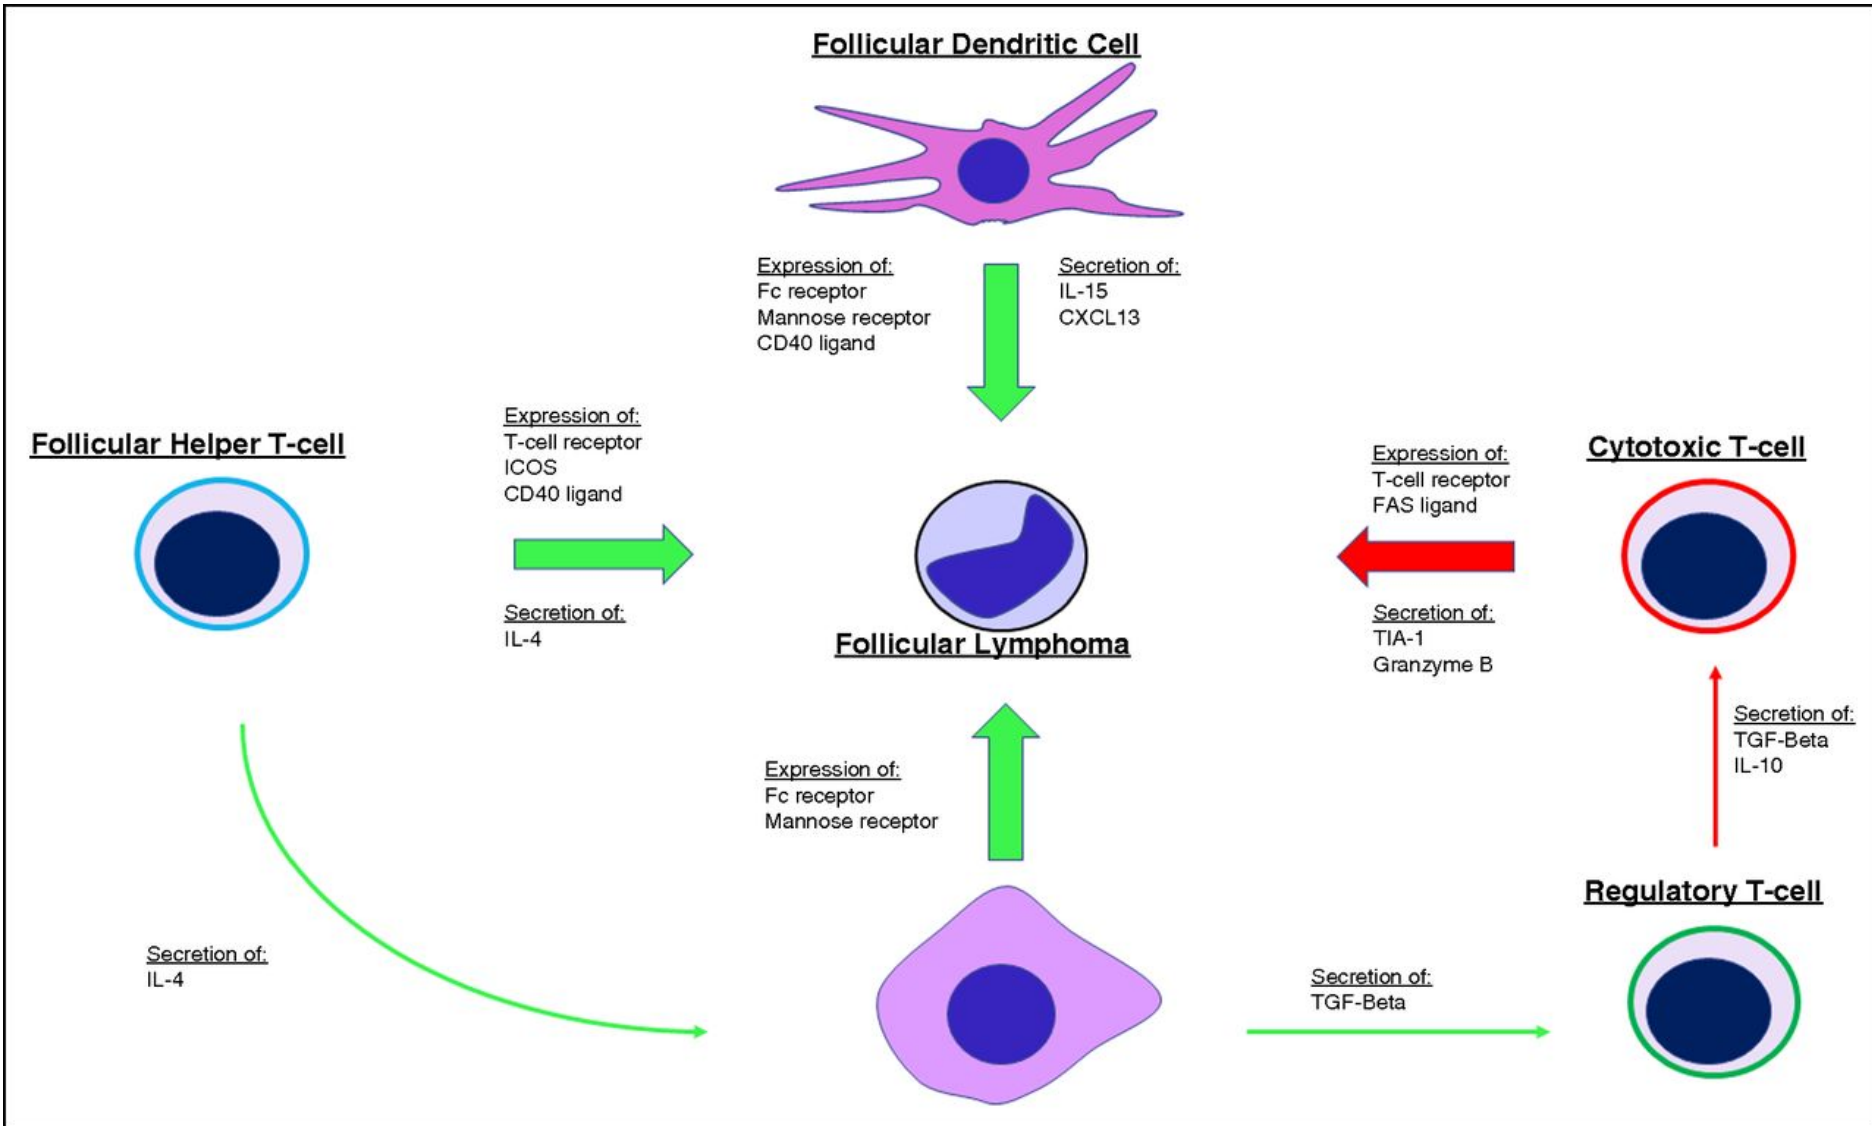 Follicular Dendritic Cell
Expression of:
Fc receptor
Mannose receptor
CD40 ligand
Secretion of:
IL-15
CXCL13
Follicular Helper T-cell
Expression of:
T-cell receptor
ICOS
CD40 ligand
Secretion of:
IL-4
Follicular Lymphoma
Cytotoxic T-cell
Expression of:
T-cell receptor
FAS ligand
Secretion of:
TIA-1
Granzyme B
Secretion of:
TGF-Beta
IL-10
Expression of:
Fc receptor
Mannose receptor
Regulatory T-cell
Secretion of:
IL-4
Secretion of:
TGF-Beta